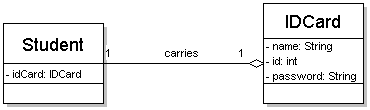 Student
- idCard: IDCard
1 carries 1
IDCard
- name: String
- id: int
- password: String